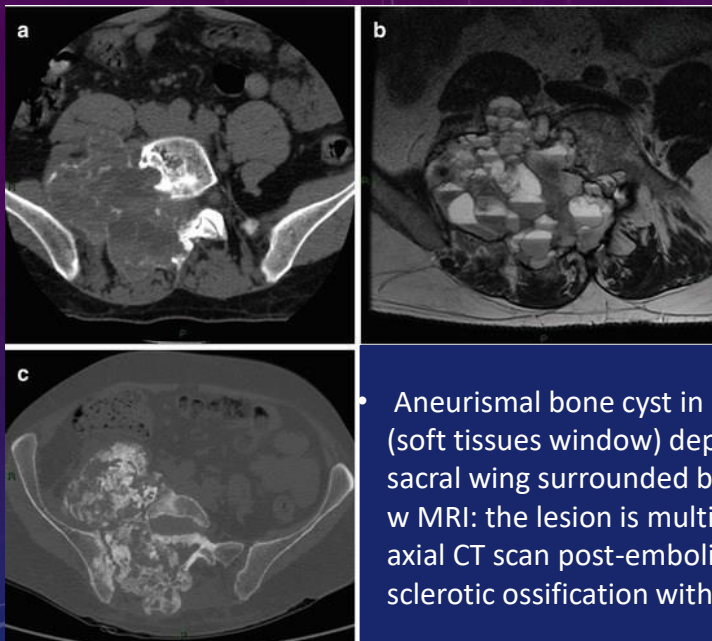 a
b
c
• Aneurismal bone cyst in
(soft tissues window) dep
sacral wing surrounded b
w MRI: the lesion is multi
axial CT scan post-emboli
sclerotic ossification with